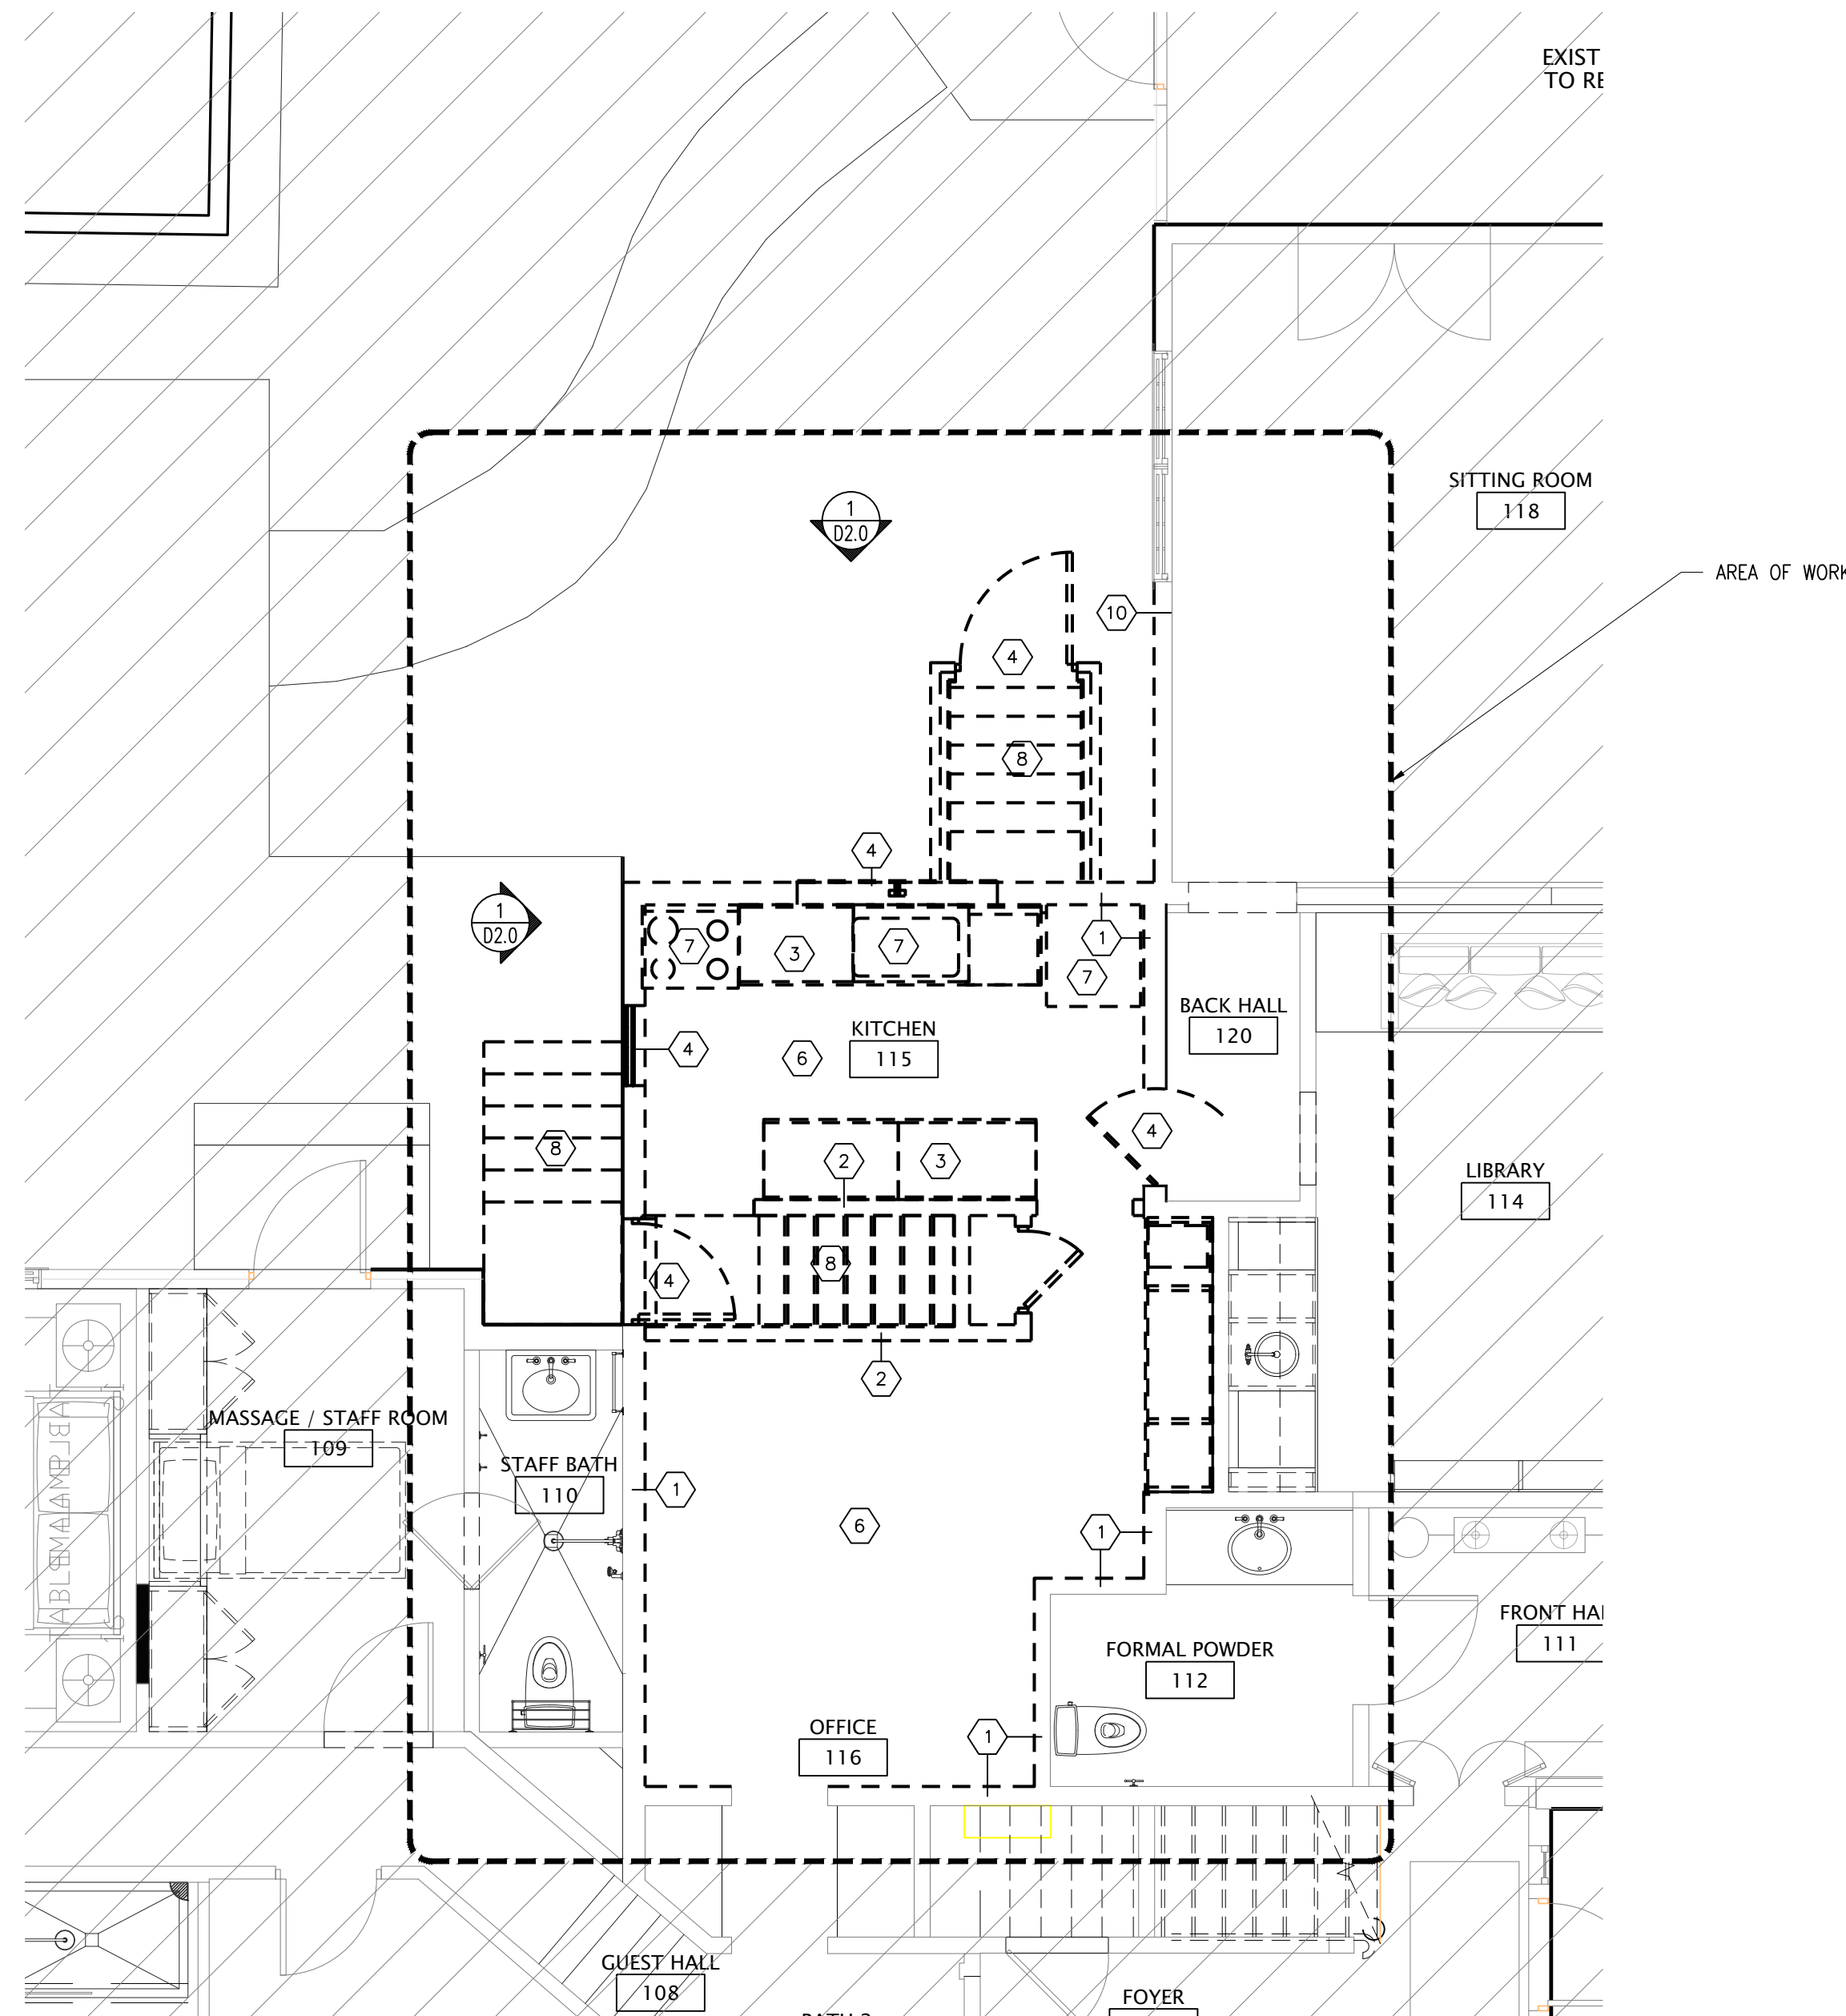 EXIST
TO RE
SITTING ROOM
118
1
D2.0
AREA OF WORK
10
4
8
4
1
D2.0
7
3
7
1
7
BACK HALL
120
KITCHEN
115
4
6
4
8
2
3
LIBRARY
114
8
4
2
MASSAGE / STAFF ROOM
109
STAFF BATH
110
1
6
1
FRONT HA
111
FORMAL POWDER
112
OFFICE
116
1
GUEST HALL
108
FOYER